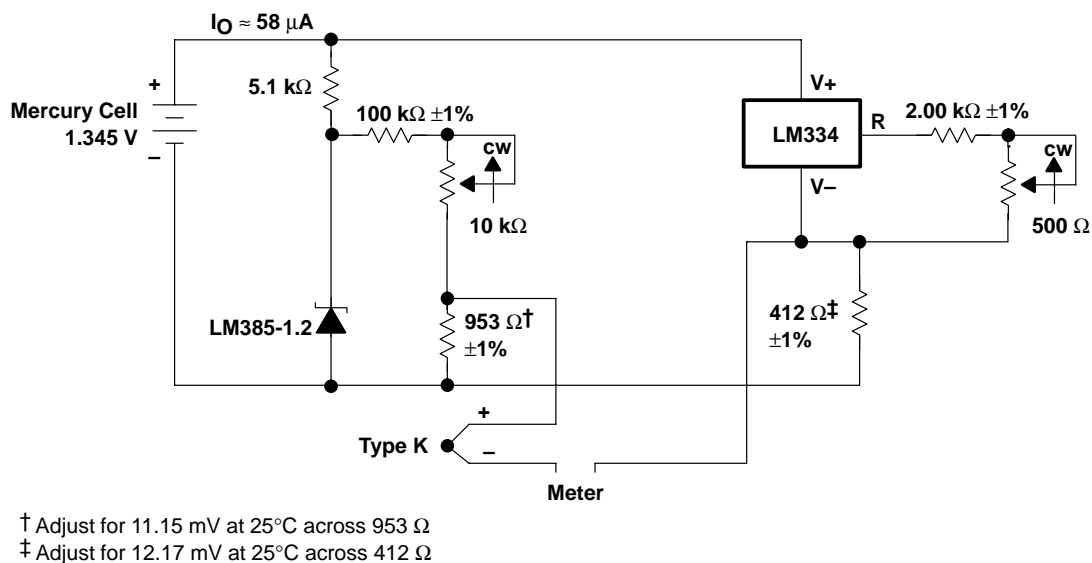 IO ≈ 58 μA
+
Mercury Cell
1.345 V
–
5.1 kΩ
100 kΩ ±1%
cw
10 kΩ
LM385-1.2
953 Ω†
±1%
V+
LM334
R
2.00 kΩ ±1%
cw
V–
500 Ω
412 Ω‡
±1%
+
Type K
–
Meter
† Adjust for 11.15 mV at 25°C across 953 Ω
‡ Adjust for 12.17 mV at 25°C across 412 Ω